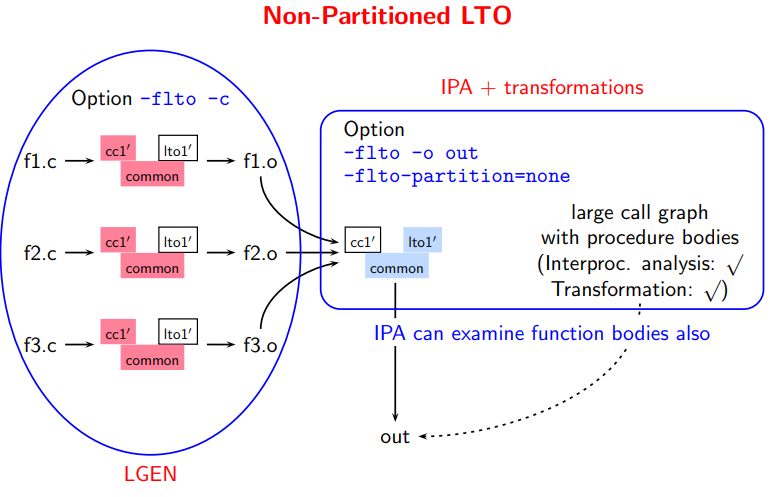 Non-Partitioned LTO
Option -flto -c
f1.c
cc1′
lto1′
common
f1.o
f2.c
cc1′
lto1′
common
f2.o
f3.c
cc1′
lto1′
common
f3.o
LGEN
IPA + transformations
Option
-flto -o out
-flto-partition=none
cc1′
lto1′
common
large call graph
with procedure bodies
(Interproc. analysis: √
Transformation: √)
IPA can examine function bodies also
out